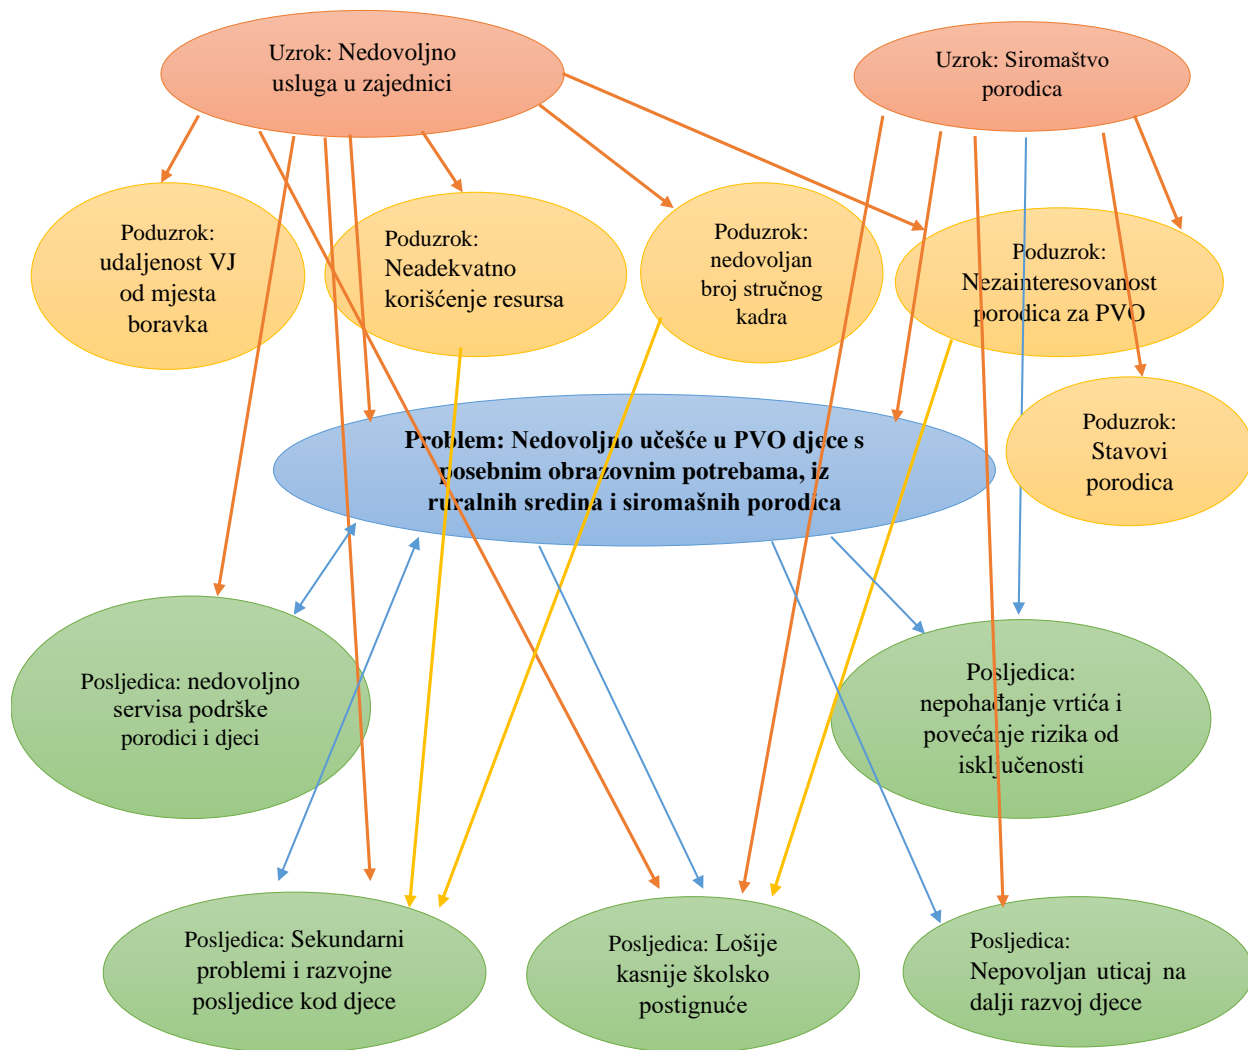 Uzrok: Nedovoljno
usluga u zajednici
Uzrok: Siromaštvo
porodica
Poduzrok:
udaljenost VJ
od mjesta
boravka
Poduzrok:
Neadekvatno
korišćenje resursa
Poduzrok:
nedovoljan
broj stručnog
kadra
Poduzrok:
Nezainteresovanost
porodica za PVO
Poduzrok:
Stavovi
porodica
Problem: Nedovoljno učešće u PVO djece s
posebnim obrazovnim potrebama, iz
ruralnih sredina i siromašnih porodica
Posljedica: nedovoljno
servisa podrške
porodici i djeci
Posljedica:
nepohađanje vrtića i
povećanje rizika od
isključenosti
Posljedica: Sekundarni
problemi i razvojne
posljedice kod djece
Posljedica: Lošije
kasnije školsko
postignuće
Posljedica:
Nepovoljan uticaj na
dalji razvoj djece